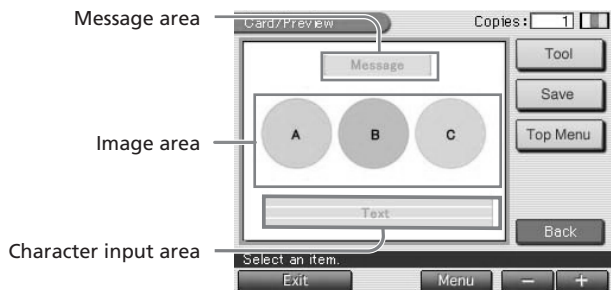 Message area
Card/Preview
Copies: 1
Message
Tool
Save
Image area
A B C
Top Menu
Text
Back
Character input area
Select an item.
Exit Menu − +